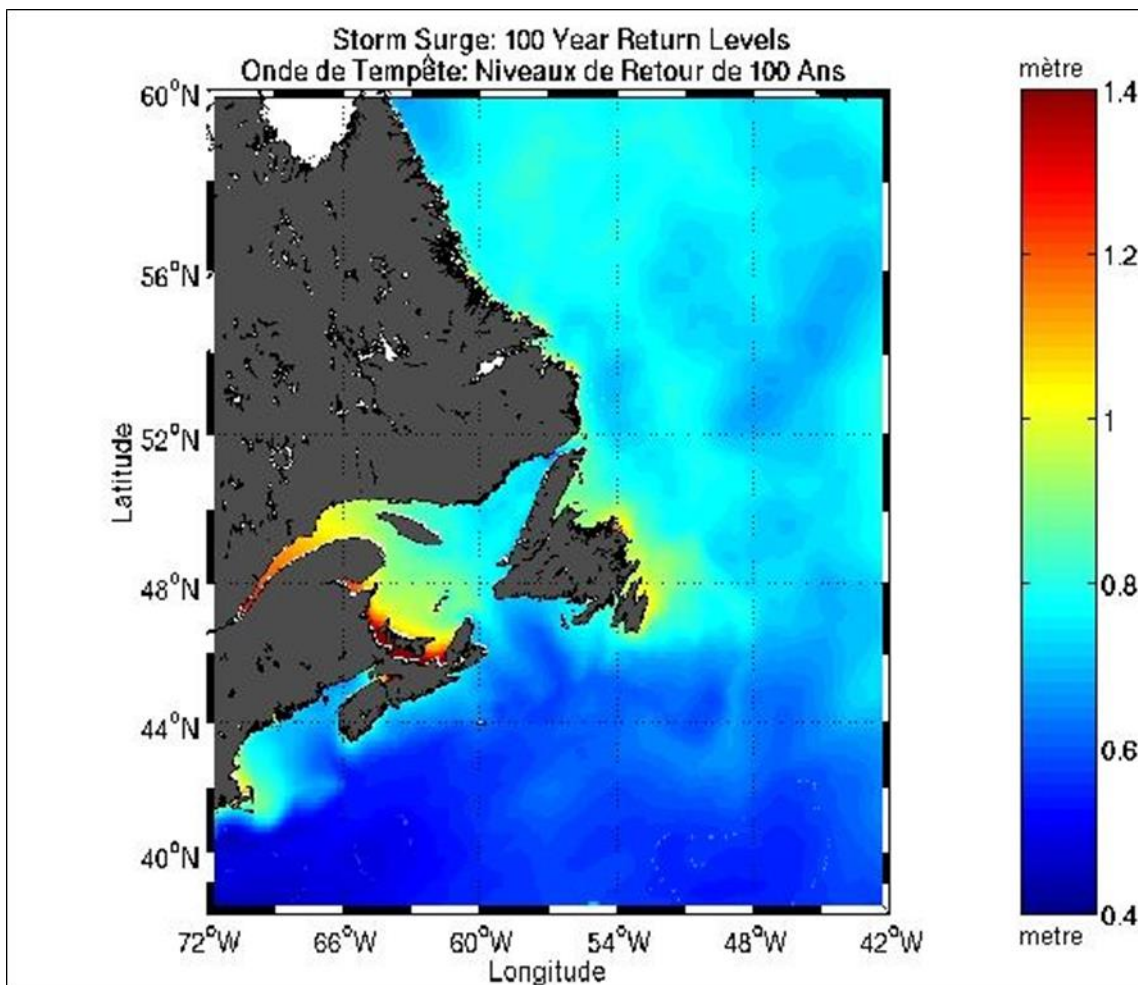 Storm Surge: 100 Year Return Levels
Onde de Tempête: Niveaux de Retour de 100 Ans
mètre
60°N
56°N
52°N
48°N
44°N
40°N
Latitude
72°W 66°W 60°W 54°W 48°W 42°W
Longitude
1.4
1.2
1
0.8
0.6
0.4
metre